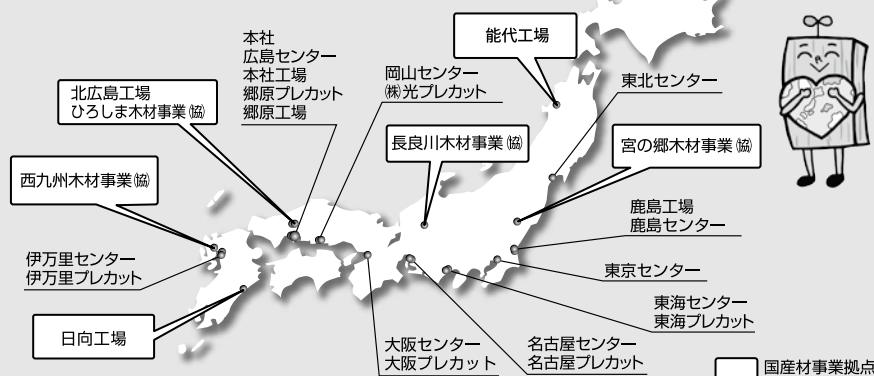 能代工場
本社
広島センター
本社工場
郷原プレカット
郷原工場
岡山センター
㈱光プレカット
東北センター
北広島工場
ひろしま木材事業㈿
長良川木材事業㈿
宮の郷木材事業㈿
西九州木材事業㈿
鹿島工場
鹿島センター
伊万里センター
伊万里プレカット
東京センター
東海センター
東海プレカット
日向工場
大阪センター
大阪プレカット
名古屋センター
名古屋プレカット
国産材事業拠点